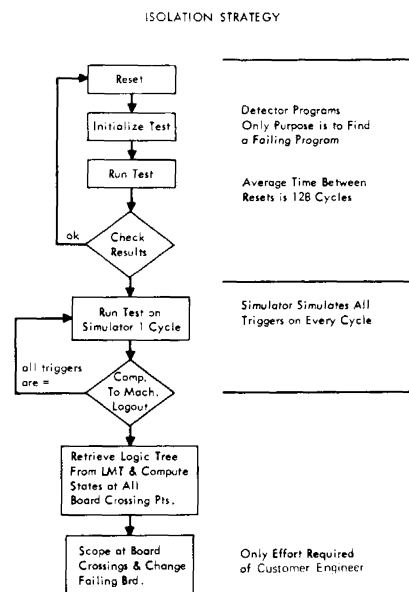 ISOLATION STRATEGY
Reset
Initialize Test
Run Test
ok
Check
Results
Detector Programs
Only Purpose is to Find
a Failing Program
Average Time Between
Resets is 128 Cycles
Run Test on
Simulator 1 Cycle
all triggers
are =
Comp.
To Mach.
Logout
Simulator Simulates All
Triggers on Every Cycle
Retrieve Logic Tree
From LMT & Compute
States at All
Board Crossing Pts.
Scope at Board
Crossings & Change
Failing Brd.
Only Effort Required
of Customer Engineer